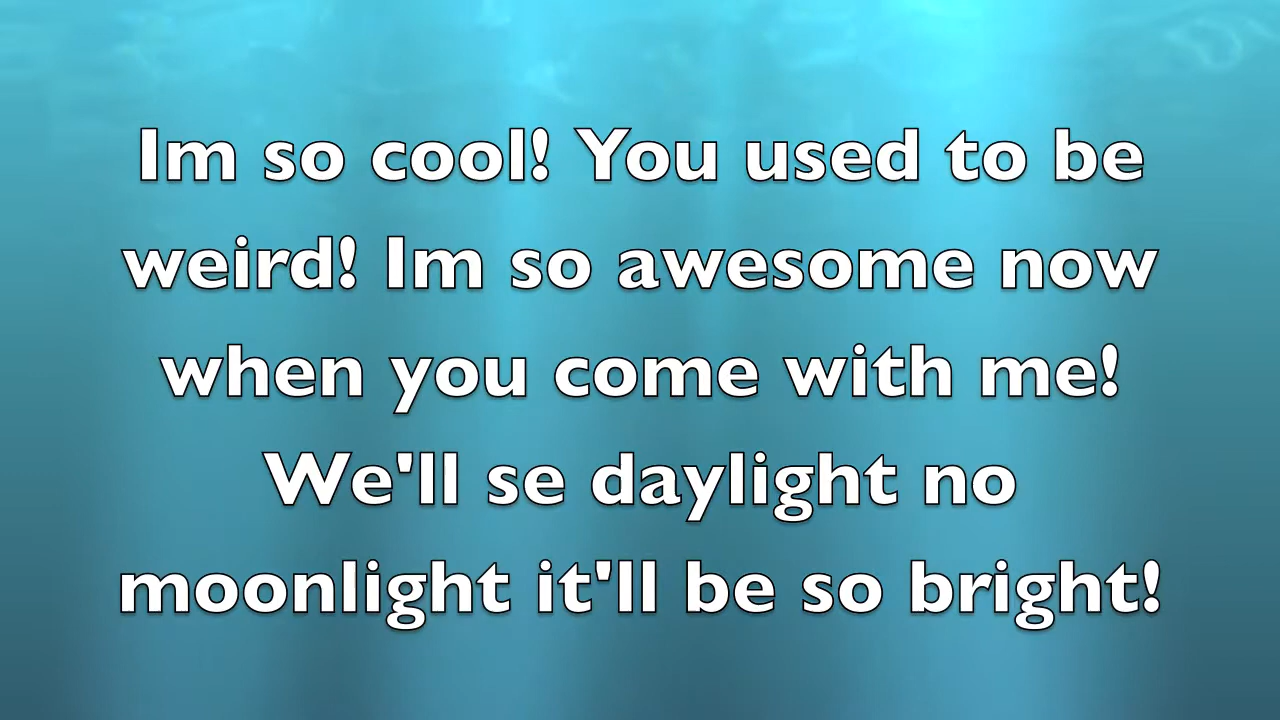 Im so cool! You used to be
weird! Im so awesome now
when you come with me!
We'll se daylight no
moonlight it'll be so bright!